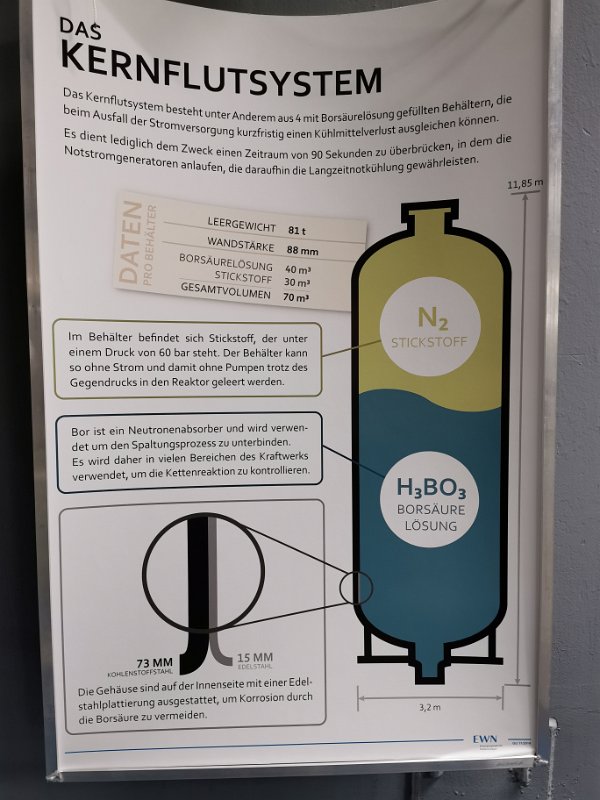 DAS
KERNFLUTSYSTEM
Das Kernflutsystem besteht unter Anderem aus 4 mit Borsäurelösung gefüllten Behältern, die
beim Ausfall der Stromversorgung kurzfristig einen Kühlmittelverlust ausgleichen können.
Es dient lediglich dem Zweck einen Zeitraum von 90 Sekunden zu überbrücken, in dem die
Notstromgeneratoren anlaufen, die daraufhin die Langzeitnotkühlung gewährleisten.
11,85 m
DATEN
PRO BEHÄLTER
LEERGEWICHT 81 t
WANDSTÄRKE 88 mm
BORSÄURELÖSUNG 40 m³
STICKSTOFF 30 m³
GESAMTVOLUMEN 70 m³
N₂
STICKSTOFF
Im Behälter befindet sich Stickstoff, der unter
einem Druck von 60 bar steht. Der Behälter kann
so ohne Strom und damit ohne Pumpen trotz des
Gegendrucks in den Reaktor geleert werden.
Bor ist ein Neutronenabsorber und wird verwen-
det um den Spaltungsprozess zu unterbinden.
Es wird daher in vielen Bereichen des Kraftwerks
verwendet, um die Kettenreaktion zu kontrollieren.
H₃BO₃
BORSÄURE
LÖSUNG
73 MM
KOHLENSTOFFSTAHL
15 MM
EDELSTAHL
Die Gehäuse sind auf der Innenseite mit einer Edel-
stahlplattierung ausgestattet, um Korrosion durch
die Borsäure zu vermeiden.
3,2 m
EWN